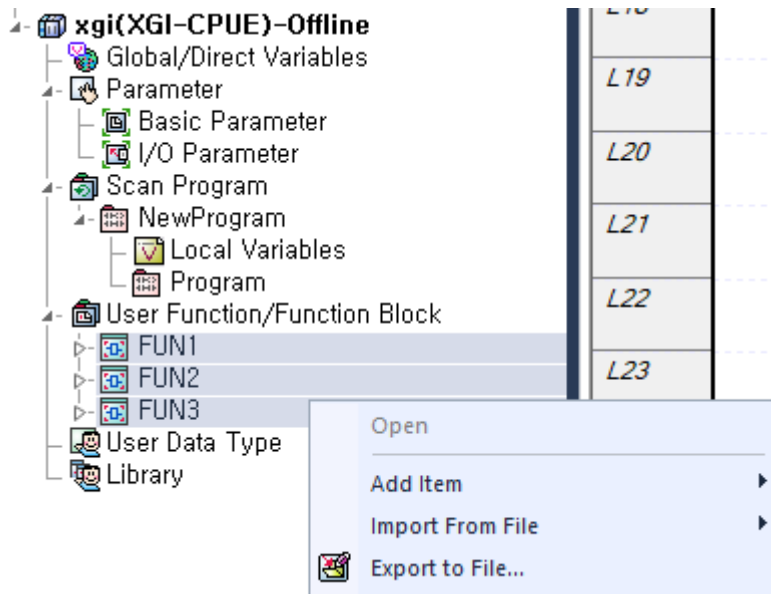 xgi(XGI-CPUE)-Offline
Global/Direct Variables
Parameter
Basic Parameter
I/O Parameter
Scan Program
NewProgram
Local Variables
Program
User Function/Function Block
FUN1
FUN2
FUN3
User Data Type
Library
L19
L20
L21
L22
L23
Open
Add Item
Import From File
Export to File...